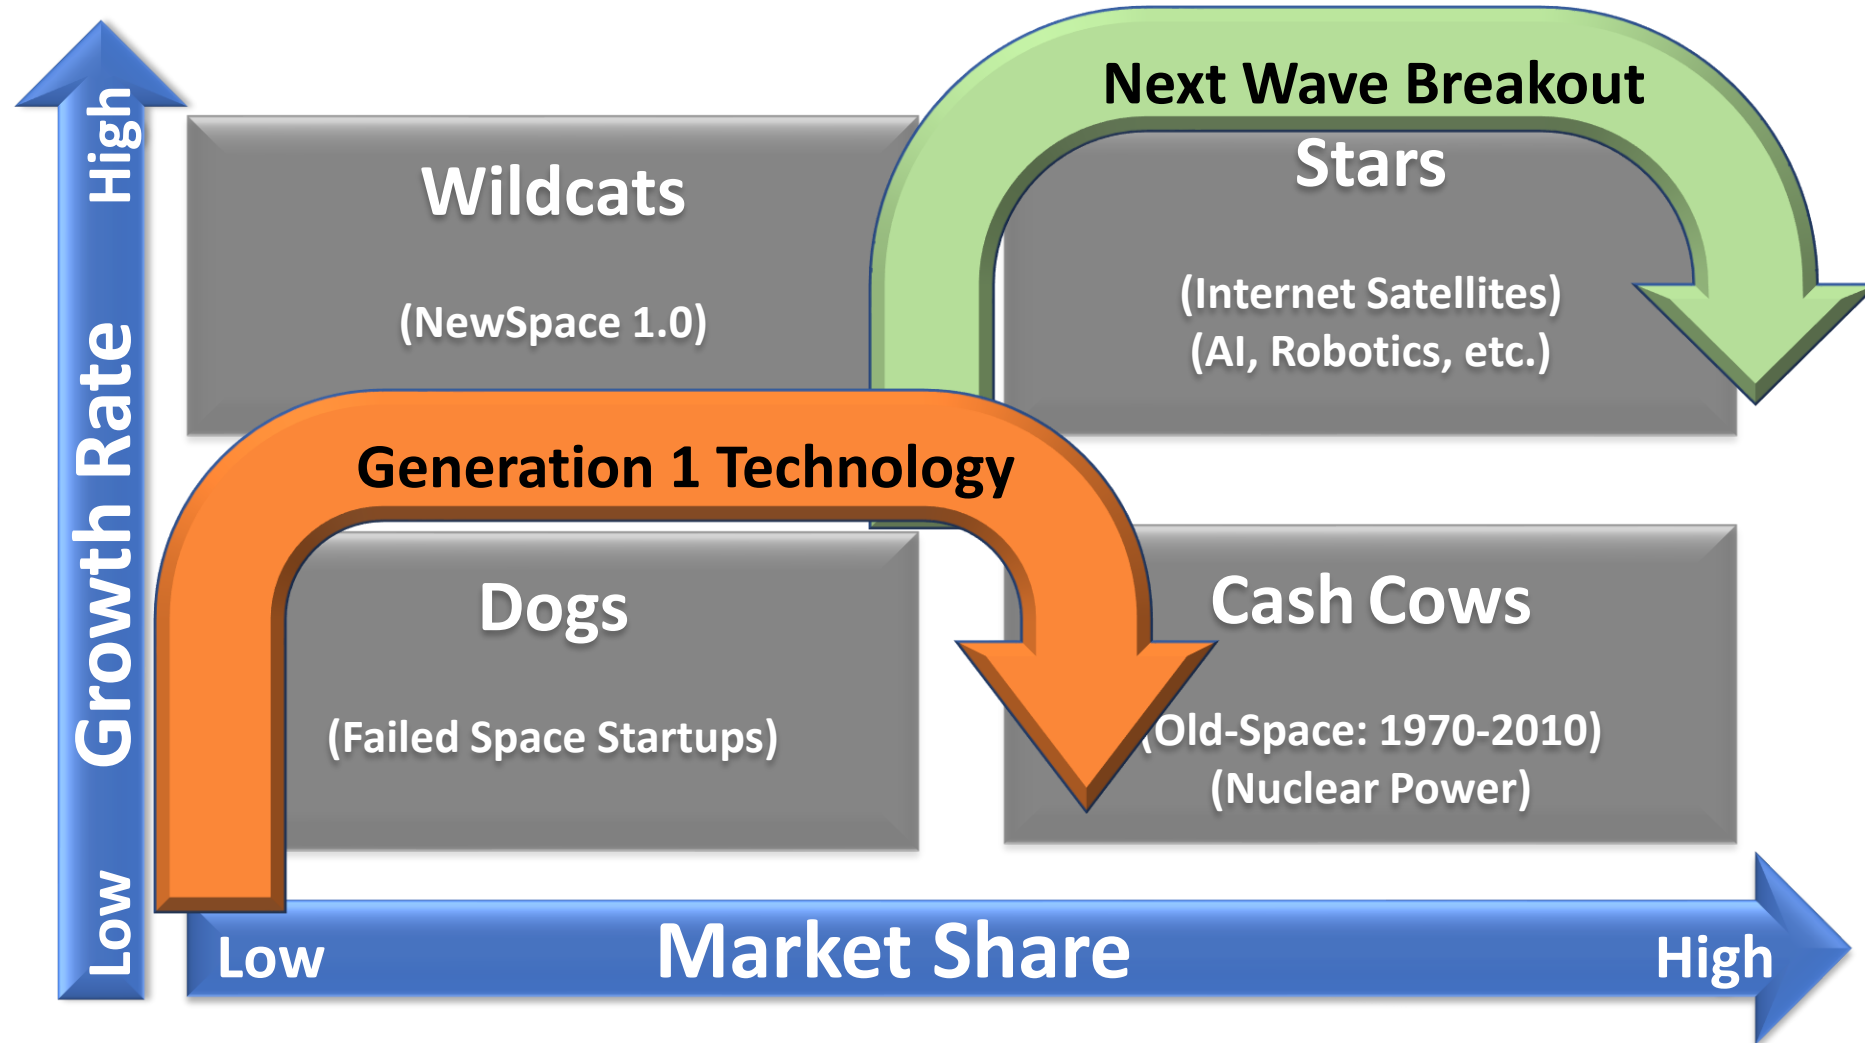 Next Wave Breakout
Wildcats
(NewSpace 1.0)
Stars
(Internet Satellites)
(AI, Robotics, etc.)
Generation 1 Technology
Dogs
(Failed Space Startups)
Cash Cows
(Old-Space: 1970-2010)
(Nuclear Power)
High
Growth Rate
Low
Low
Market Share
High